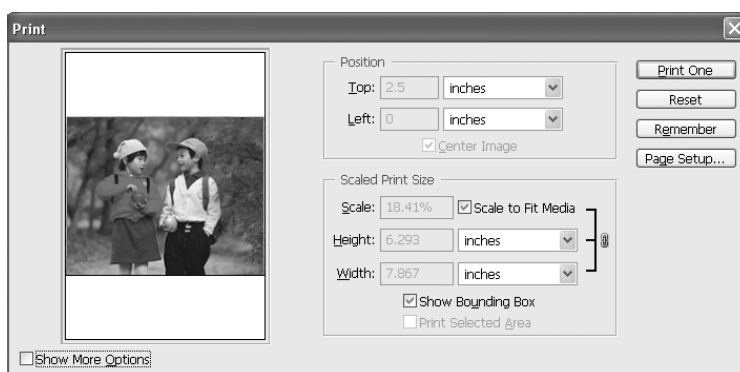 Print
Position
Top: 2.5 inches
Left: 0 inches
Center Image
Scaled Print Size
Scale: 18.41% Scale to Fit Media
Height: 6.293 inches
Width: 7.867 inches
Show Bounding Box
Print Selected Area
Show More Options
Print One
Reset
Remember
Page Setup...